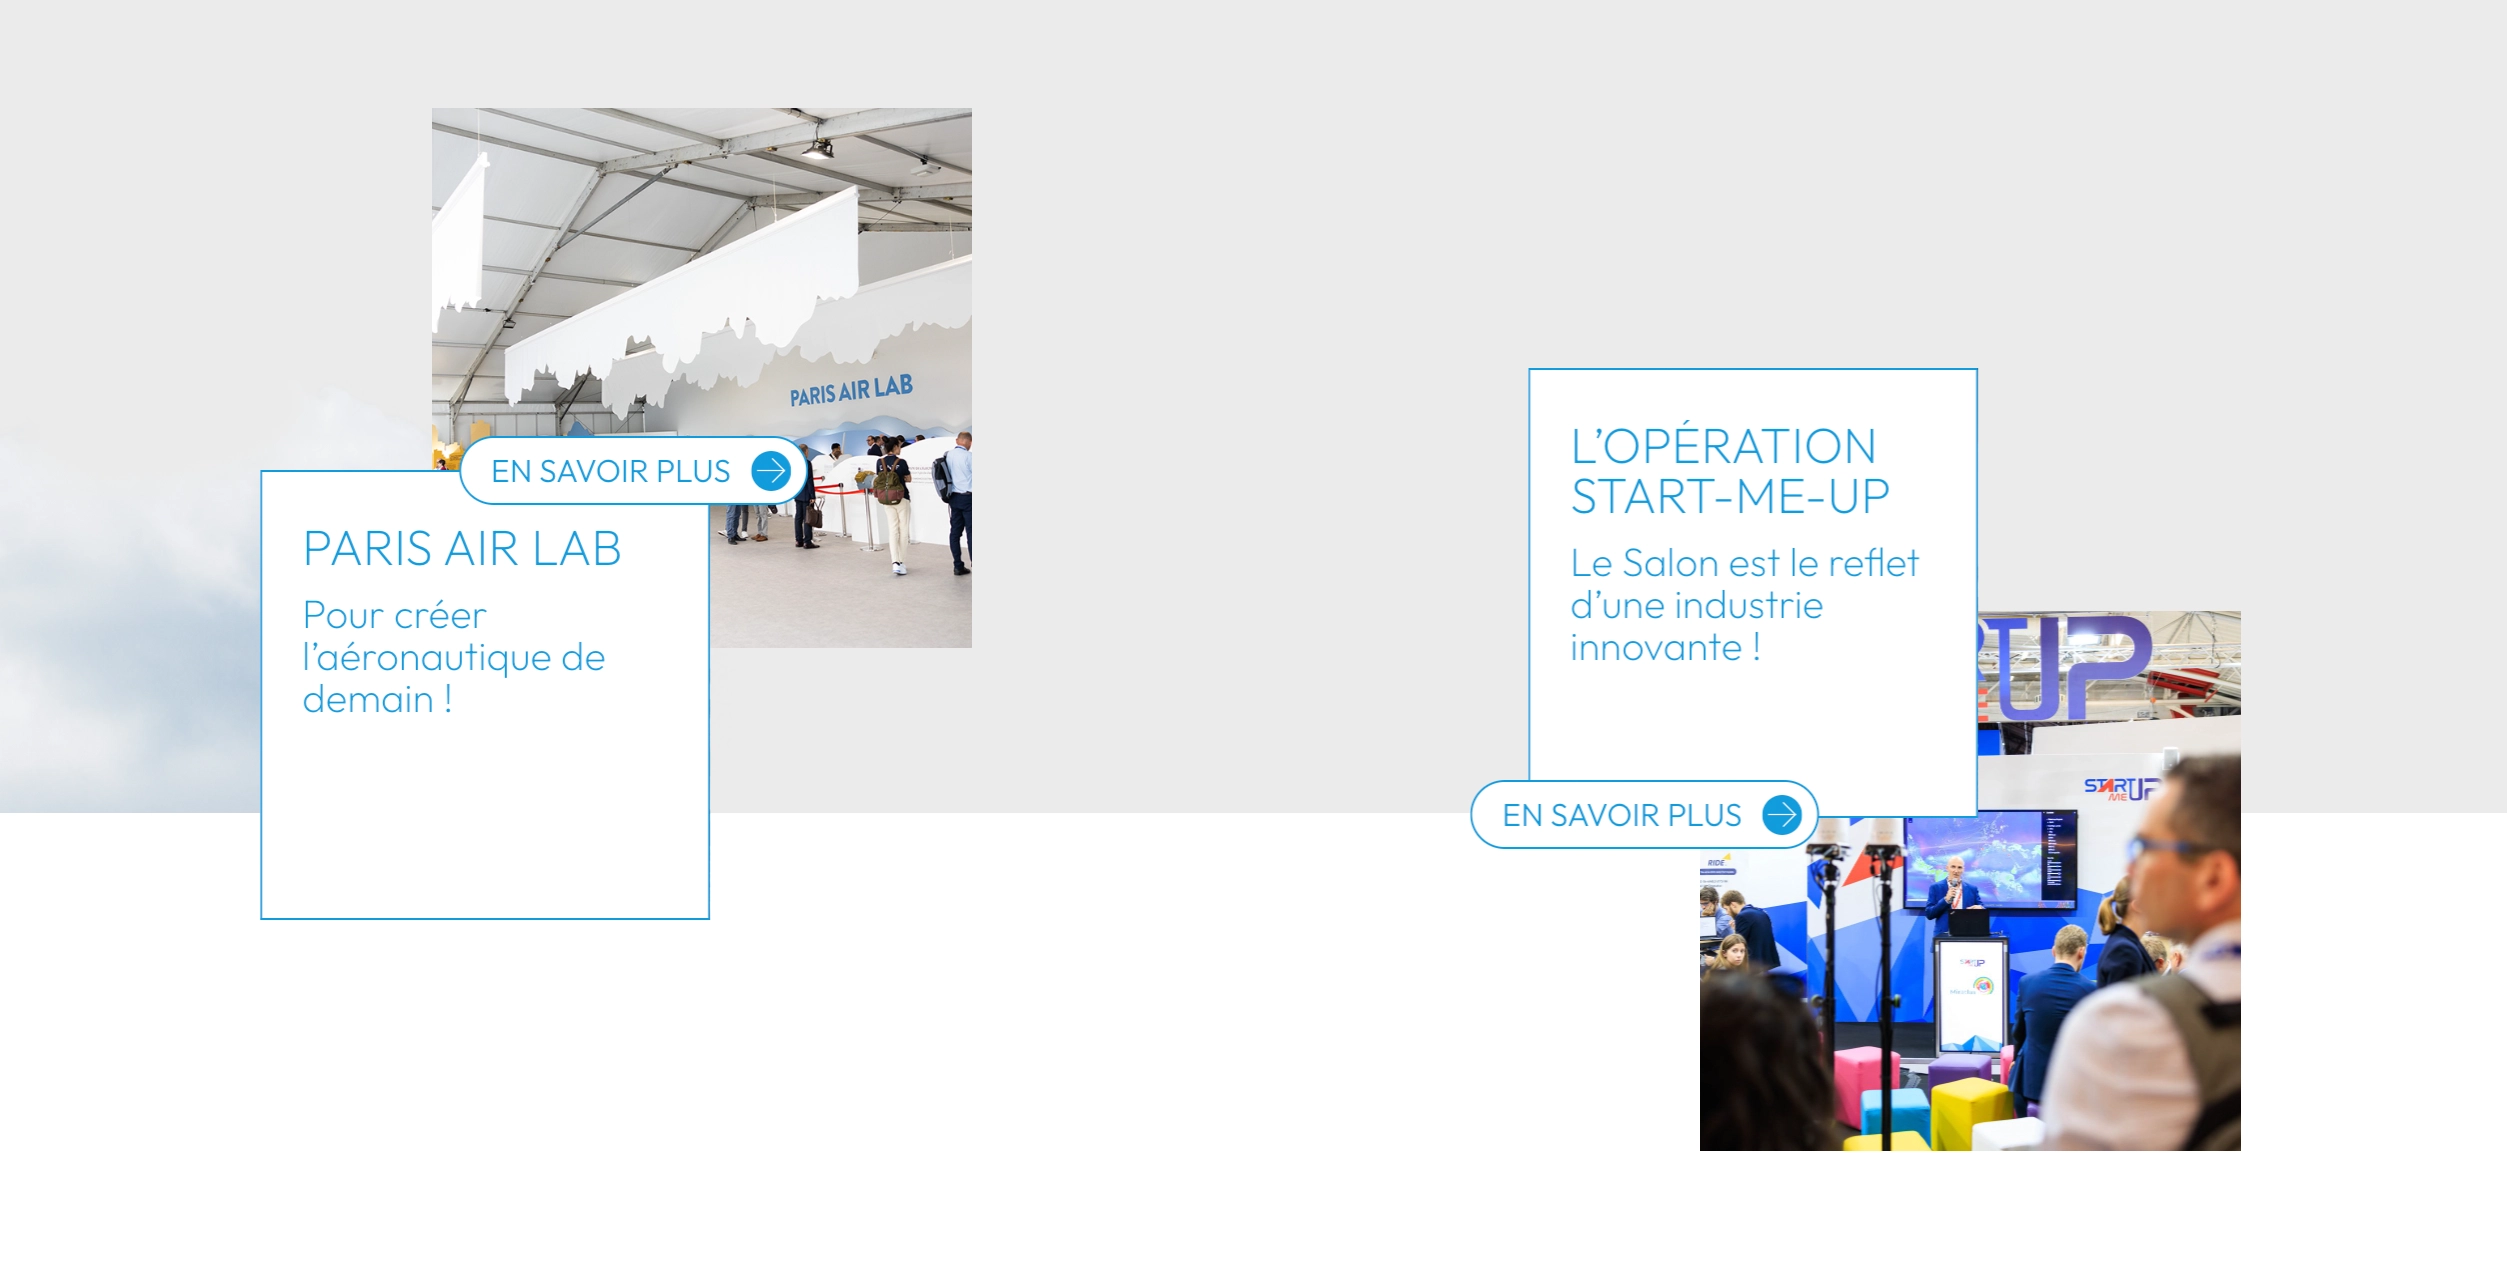 PARIS AIR LAB
EN SAVOIR PLUS
PARIS AIR LAB
Pour créer
l’aéronautique de
demain !
L’OPÉRATION
START-ME-UP
Le Salon est le reflet
d’une industrie
innovante !
EN SAVOIR PLUS
UP
START
ME UP
RIDE